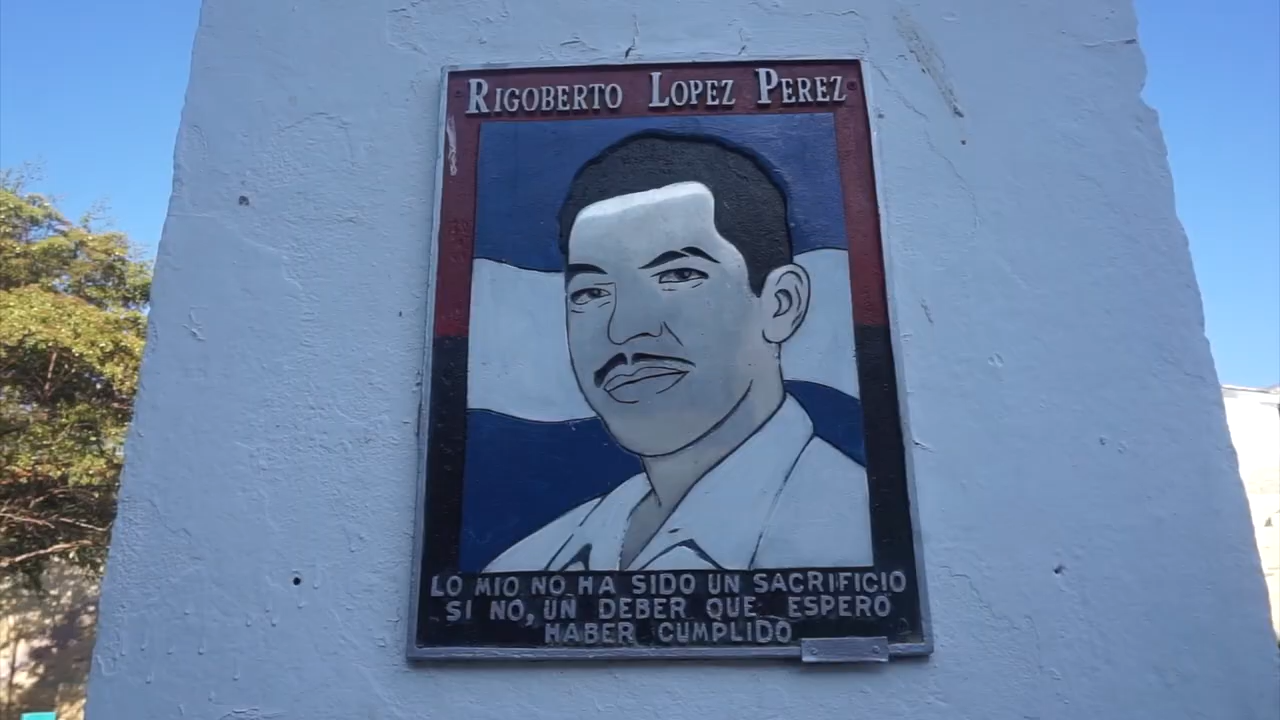 RIGOBERTO LOPEZ PEREZ
LO MIO NO HA SIDO UN SACRIFICIO
SI NO, UN DEBER QUE ESPERO
HABER CUMPLIDO